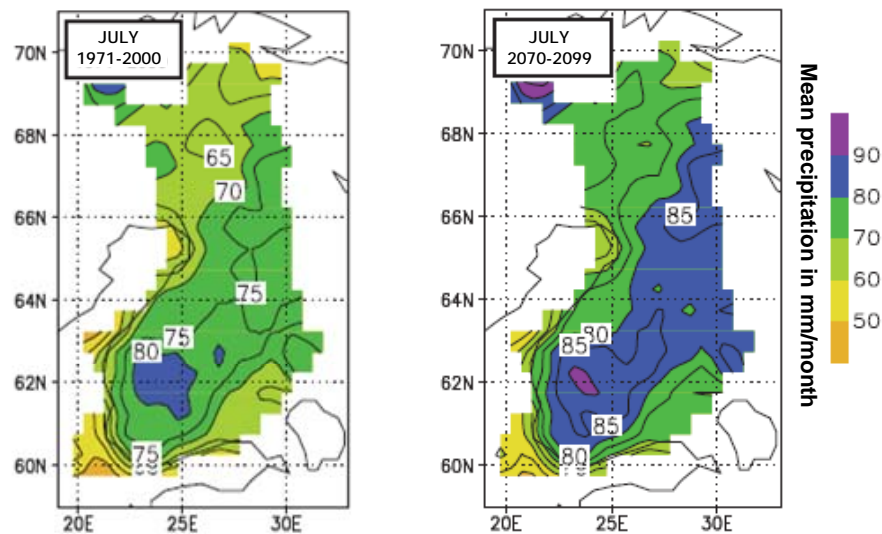 JULY
1971-2000
70N
68N
66N
64N
62N
60N
20E
25E
30E
65
70
75
75
80
75
JULY
2070-2099
70N
68N
66N
64N
62N
60N
20E
25E
30E
85
80
85
85
80
Mean precipitation in mm/month
90
80
70
60
50